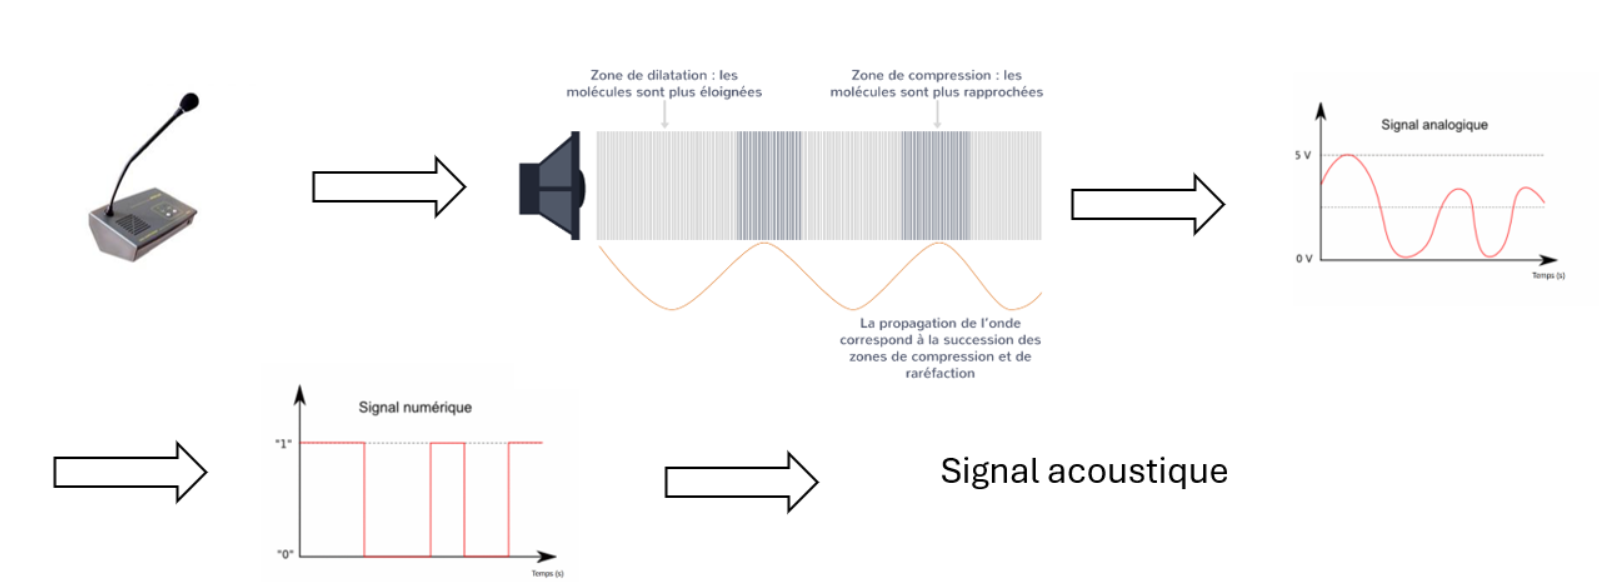 Zone de dilatation : les
molécules sont plus éloignées
Zone de compression : les
molécules sont plus rapprochées
La propagation de l'onde
correspond à la succession des
zones de compression et de
raréfaction
Signal analogique
5 V
0 V
Temps (s)
Signal numérique
"1"
"0"
Temps (s)
Signal acoustique